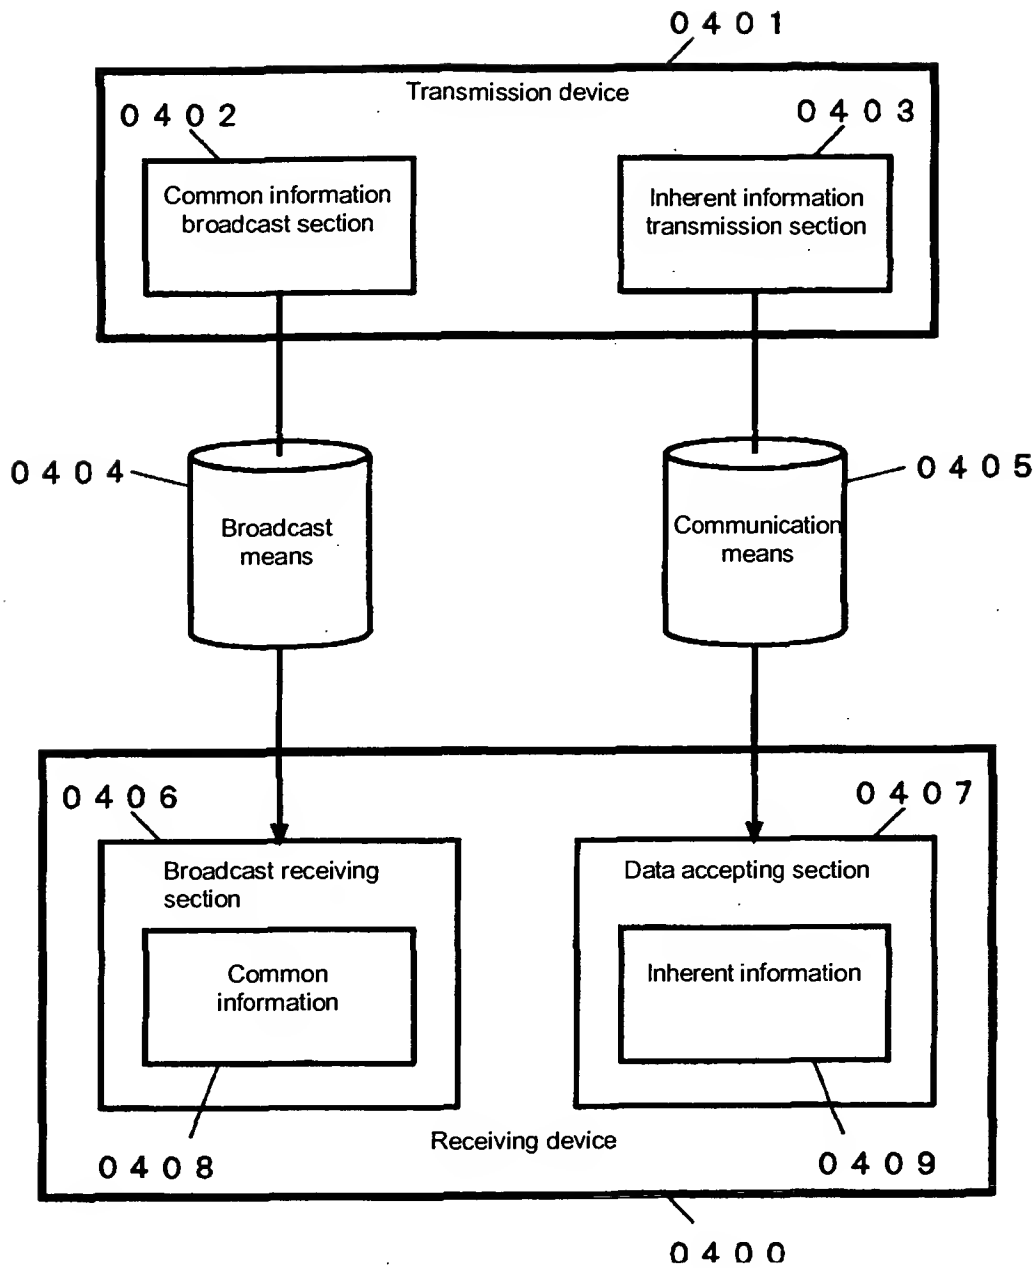 0401
Transmission device
0402
0403
Common information
broadcast section
Inherent information
transmission section
0404
0405
Broadcast
means
Communication
means
0406
0407
Broadcast receiving
section
Data accepting section
Common
information
Inherent information
Receiving device
0408
0409
0400